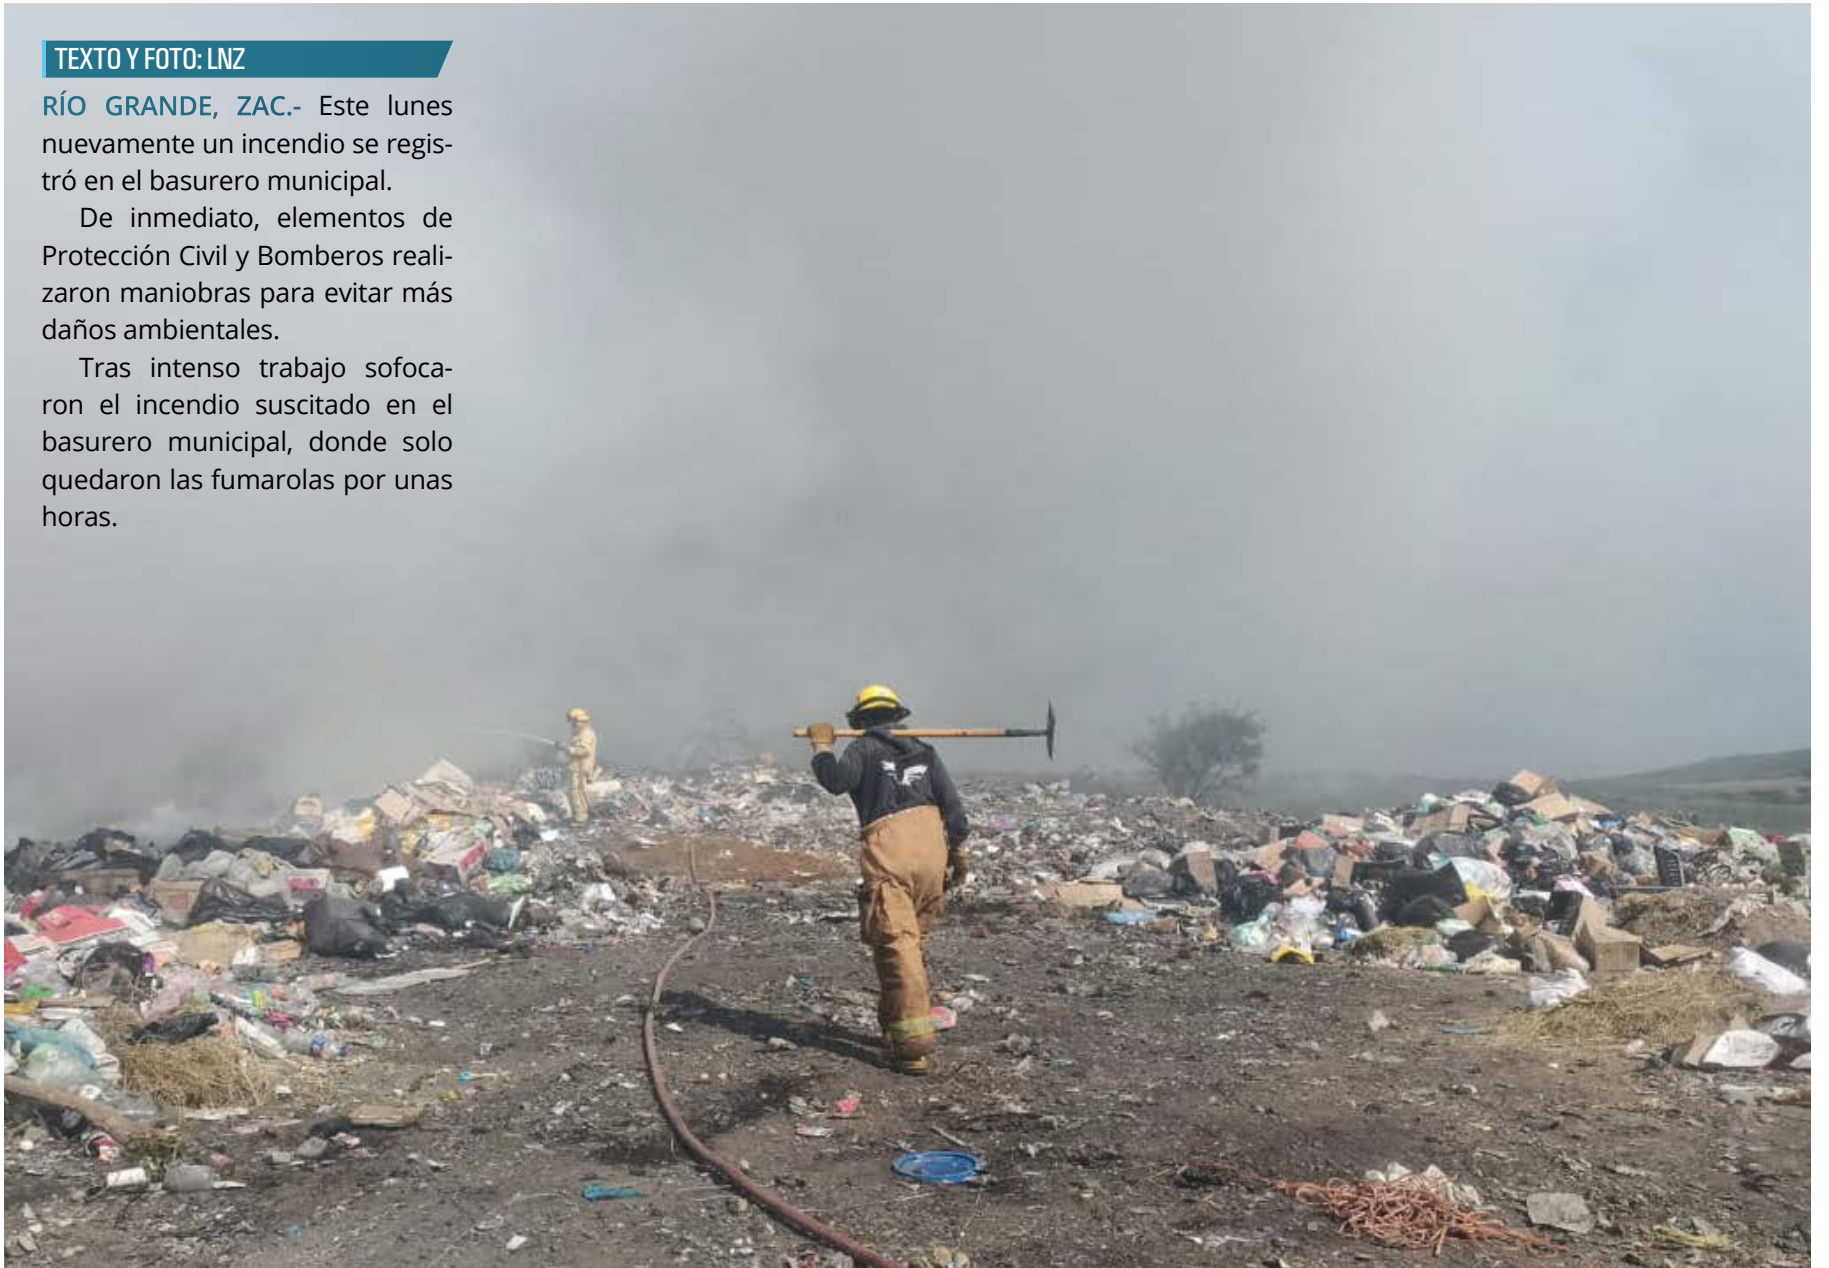 TEXTO Y FOTO: LNZ
RÍO GRANDE, ZAC.- Este lunes
nuevamente un incendio se regis-
tró en el basurero municipal.
De inmediato, elementos de
Protección Civil y Bomberos reali-
zaron maniobras para evitar más
daños ambientales.
Tras intenso trabajo sofoca-
ron el incendio suscitado en el
basurero municipal, donde solo
quedaron las fumarolas por unas
horas.